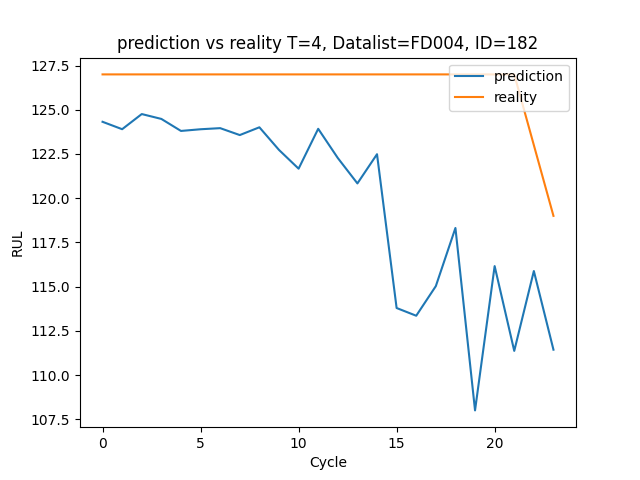 prediction vs reality T=4, Datalist=FD004, ID=182
127.5
125.0
122.5
120.0
117.5
115.0
112.5
110.0
107.5
RUL
0 5 10 15 20
Cycle
prediction
reality